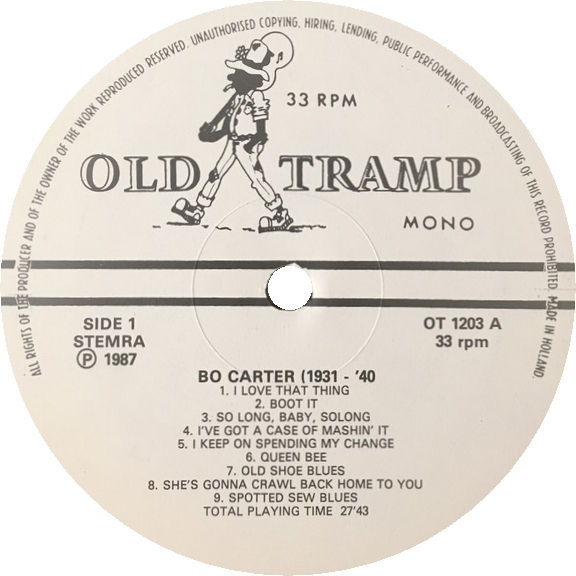 ALL RIGHTS OF THE PRODUCER AND OF THE OWNER OF THE WORK REPRODUCED RESERVED. UNAUTHORISED COPYING, HIRING, LENDING, PUBLIC PERFORMANCE AND BROADCASTING OF THIS RECORD PROHIBITED. MADE IN HOLLAND.
33 RPM
OLD TRAMP
MONO
SIDE 1
STEMRA
Ⓟ 1987
OT 1203 A
33 rpm
BO CARTER (1931 - '40
1. I LOVE THAT THING
2. BOOT IT
3. SO LONG, BABY, SOLONG
4. I'VE GOT A CASE OF MASHIN' IT
5. I KEEP ON SPENDING MY CHANGE
6. QUEEN BEE
7. OLD SHOE BLUES
8. SHE'S GONNA CRAWL BACK HOME TO YOU
9. SPOTTED SEW BLUES
TOTAL PLAYING TIME 27'43